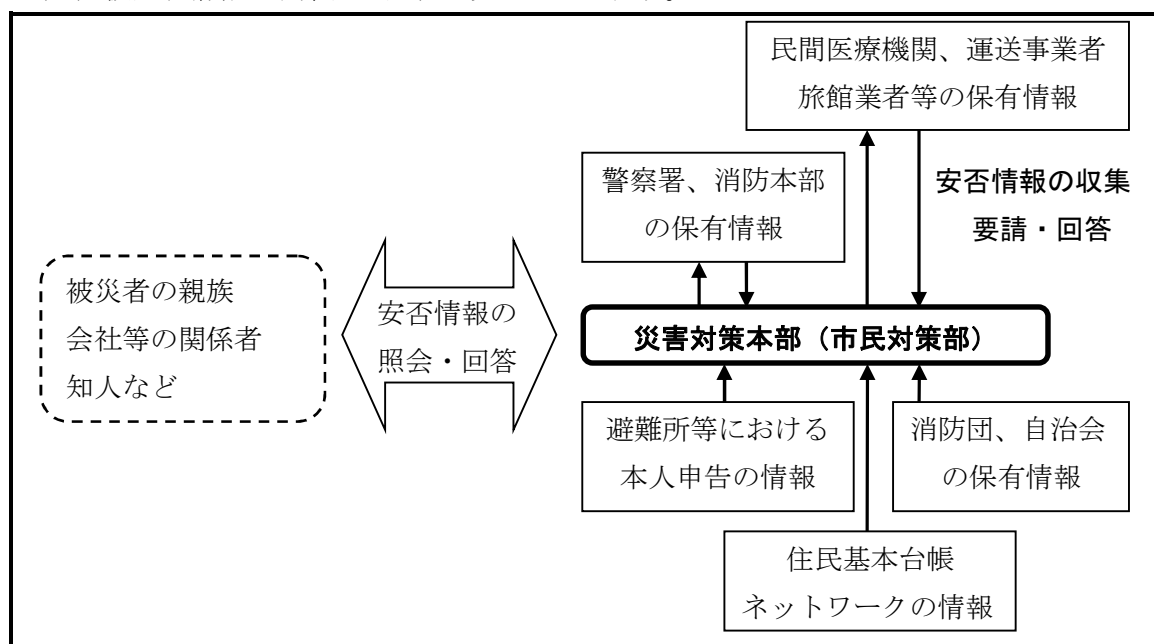 民間医療機関、運送事業者
旅館業者等の保有情報
警察署、消防本部
の保有情報
安否情報の収集
要請・回答
被災者の親族
会社等の関係者
知人など
安否情報の
照会・回答
災害対策本部（市民対策部）
避難所等における
本人申告の情報
消防団、自治会
の保有情報
住民基本台帳
ネットワークの情報